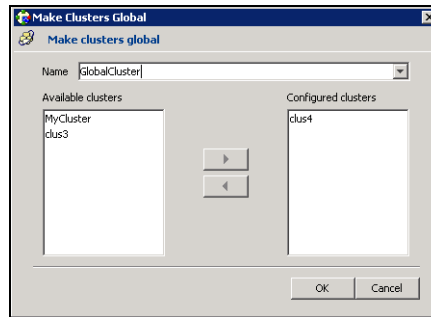 Make Clusters Global
Make clusters global
Name GlobalCluster
Available clusters Configured clusters
MyCluster clus4
clus3
OK Cancel